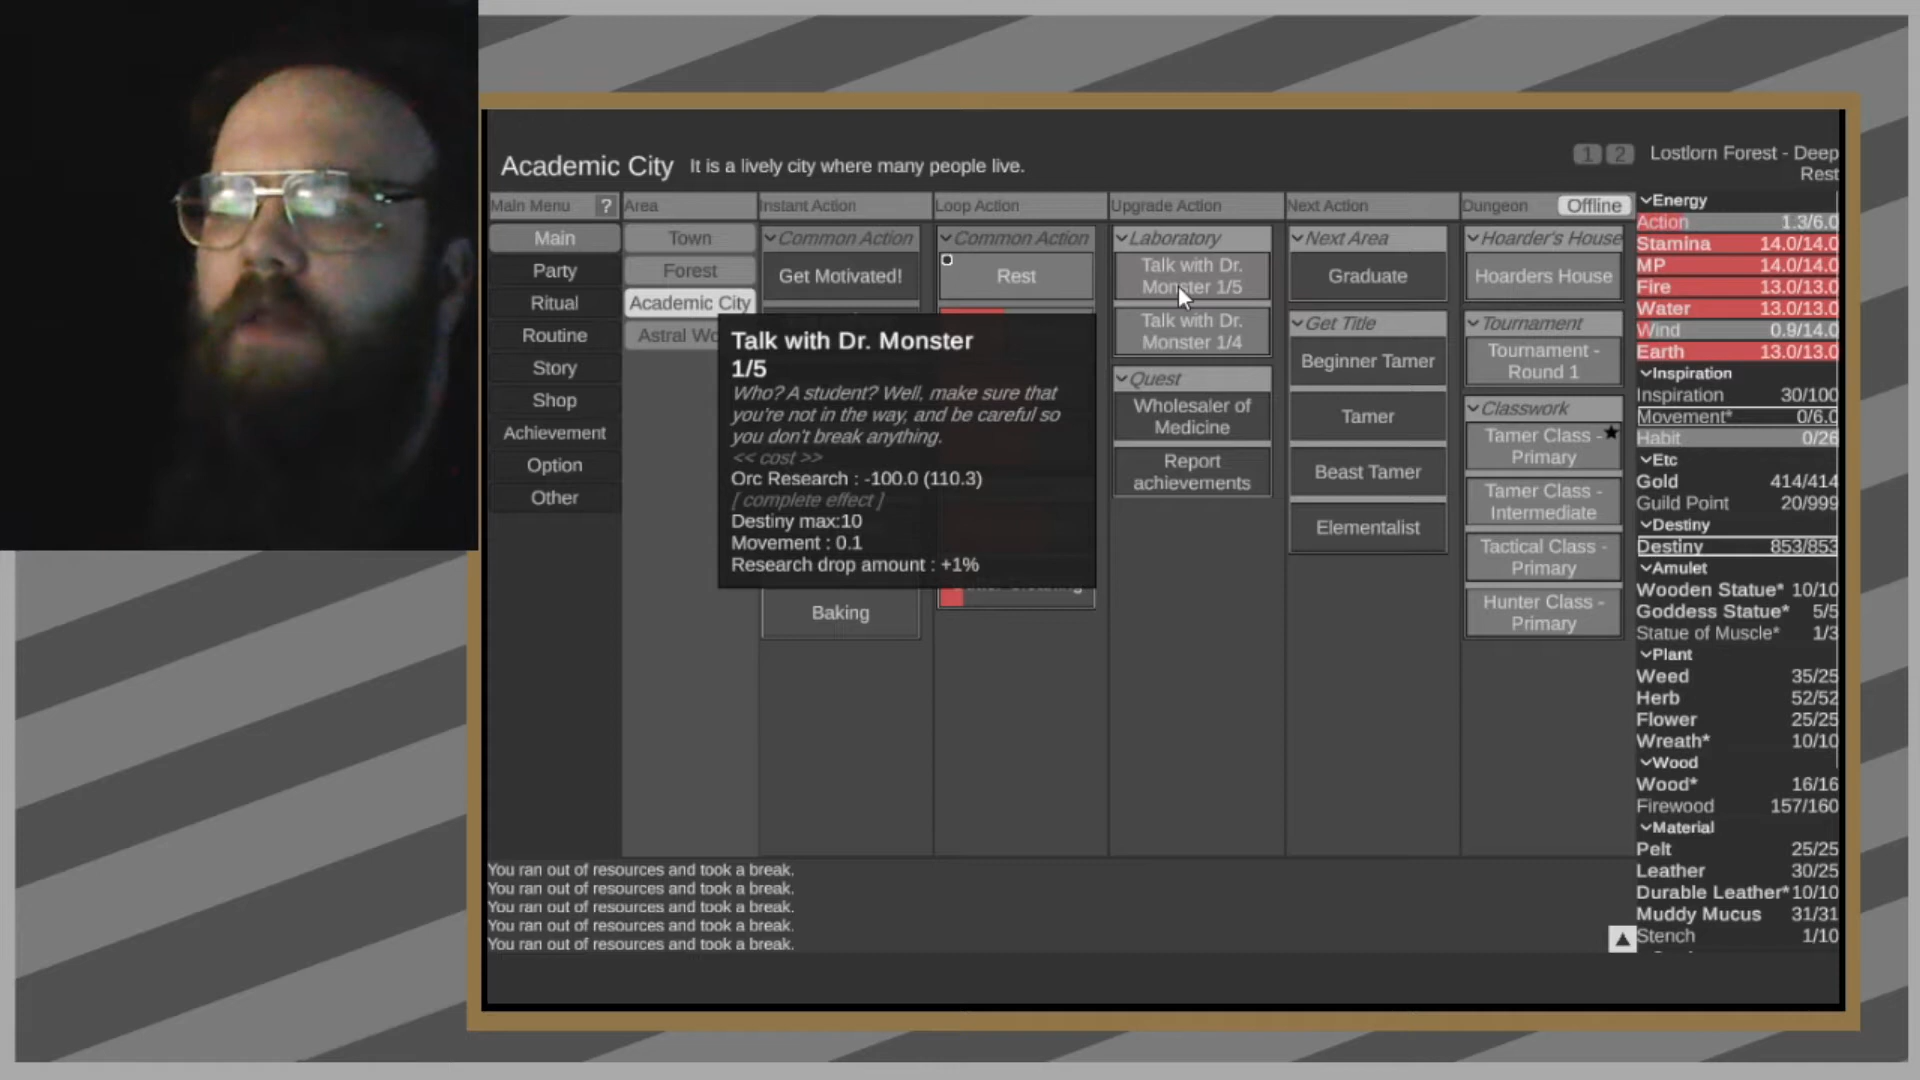 Academic City It is a lively city where many people live.
1 2 Lostlorn Forest - Deep
Rest
Main Menu ? Area Instant Action Loop Action Upgrade Action Next Action Dungeon Offline
Main
Party
Ritual
Routine
Story
Shop
Achievement
Option
Other
Town
Forest
Academic City
Astral Wo
Common Action
Get Motivated!
Baking
Common Action
Rest
Talk with Dr. Monster
1/5
Who? A student? Well, make sure that
you're not in the way, and be careful so
you don't break anything.
<< cost >>
Orc Research : -100.0 (110.3)
[ complete effect ]
Destiny max:10
Movement : 0.1
Research drop amount : +1%
Laboratory
Talk with Dr.
Monster 1/5
Talk with Dr.
Monster 1/4
Quest
Wholesaler of
Medicine
Report
achievements
Next Area
Graduate
Get Title
Beginner Tamer
Tamer
Beast Tamer
Elementalist
Hoarder's House
Hoarders House
Tournament
Tournament -
Round 1
Classwork
Tamer Class -
Primary
Tamer Class -
Intermediate
Tactical Class -
Primary
Hunter Class -
Primary
Energy
Action 1.3/6.0
Stamina 14.0/14.0
MP 14.0/14.0
Fire 13.0/13.0
Water 13.0/13.0
Wind 0.9/14.0
Earth 13.0/13.0
Inspiration
Inspiration 30/100
Movement* 0/6.0
Habit 0/26
Etc
Gold 414/414
Guild Point 20/999
Destiny
Destiny 853/853
Amulet
Wooden Statue* 10/10
Goddess Statue* 5/5
Statue of Muscle* 1/3
Plant
Weed 35/25
Herb 52/52
Flower 25/25
Wreath* 10/10
Wood
Wood* 16/16
Firewood 157/160
Material
Pelt 25/25
Leather 30/25
Durable Leather* 10/10
Muddy Mucus 31/31
Stench 1/10
You ran out of resources and took a break.
You ran out of resources and took a break.
You ran out of resources and took a break.
You ran out of resources and took a break.
You ran out of resources and took a break.